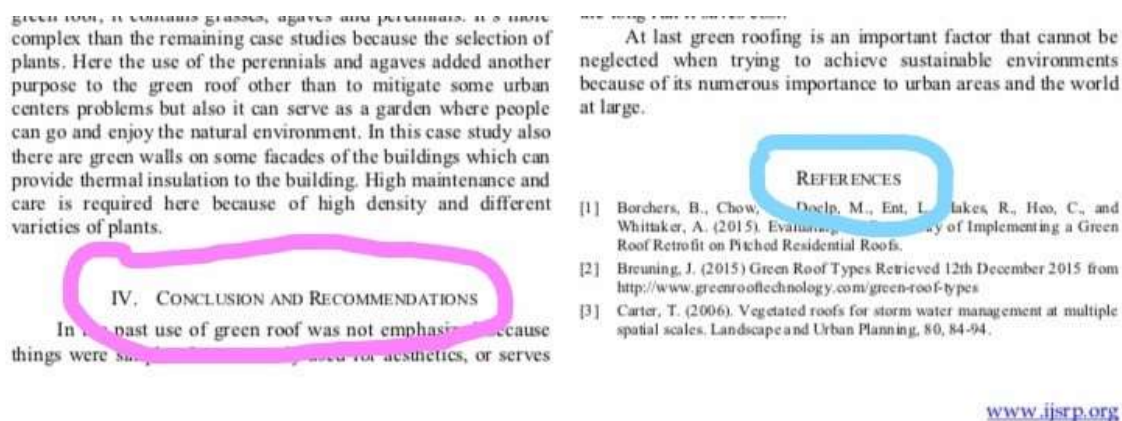 complex than the remaining case studies because the selection of
plants. Here the use of the perennials and agaves added another
purpose to the green roof other than to mitigate some urban
centers problems but also it can serve as a garden where people
can go and enjoy the natural environment. In this case study also
there are green walls on some facades of the buildings which can
provide thermal insulation to the building. High maintenance and
care is required here because of high density and different
varieties of plants.
IV. CONCLUSION AND RECOMMENDATIONS
In past use of green roof was not
things were for aesthetics, or serves
At last green roofing is an important factor that cannot be
neglected when trying to achieve sustainable environments
because of its numerous importance to urban areas and the world
at large.
REFERENCES
[1] Borchers, B., Chow, M., Ent, R., Hoo, C., and
Whittaker, A. (2015). of Implementing a Green
Roof Retrofit on Pitched Residential Roofs.
[2] Breuning, J. (2015) Green Roof Types Retrieved 12th December 2015 from
http://www.greenrooftechnology.com/green-roof-types
[3] Carter, T. (2006). Vegetated roofs for storm water management at multiple
spatial scales. Landscape and Urban Planning, 80, 84-94.
www.ijsrp.org